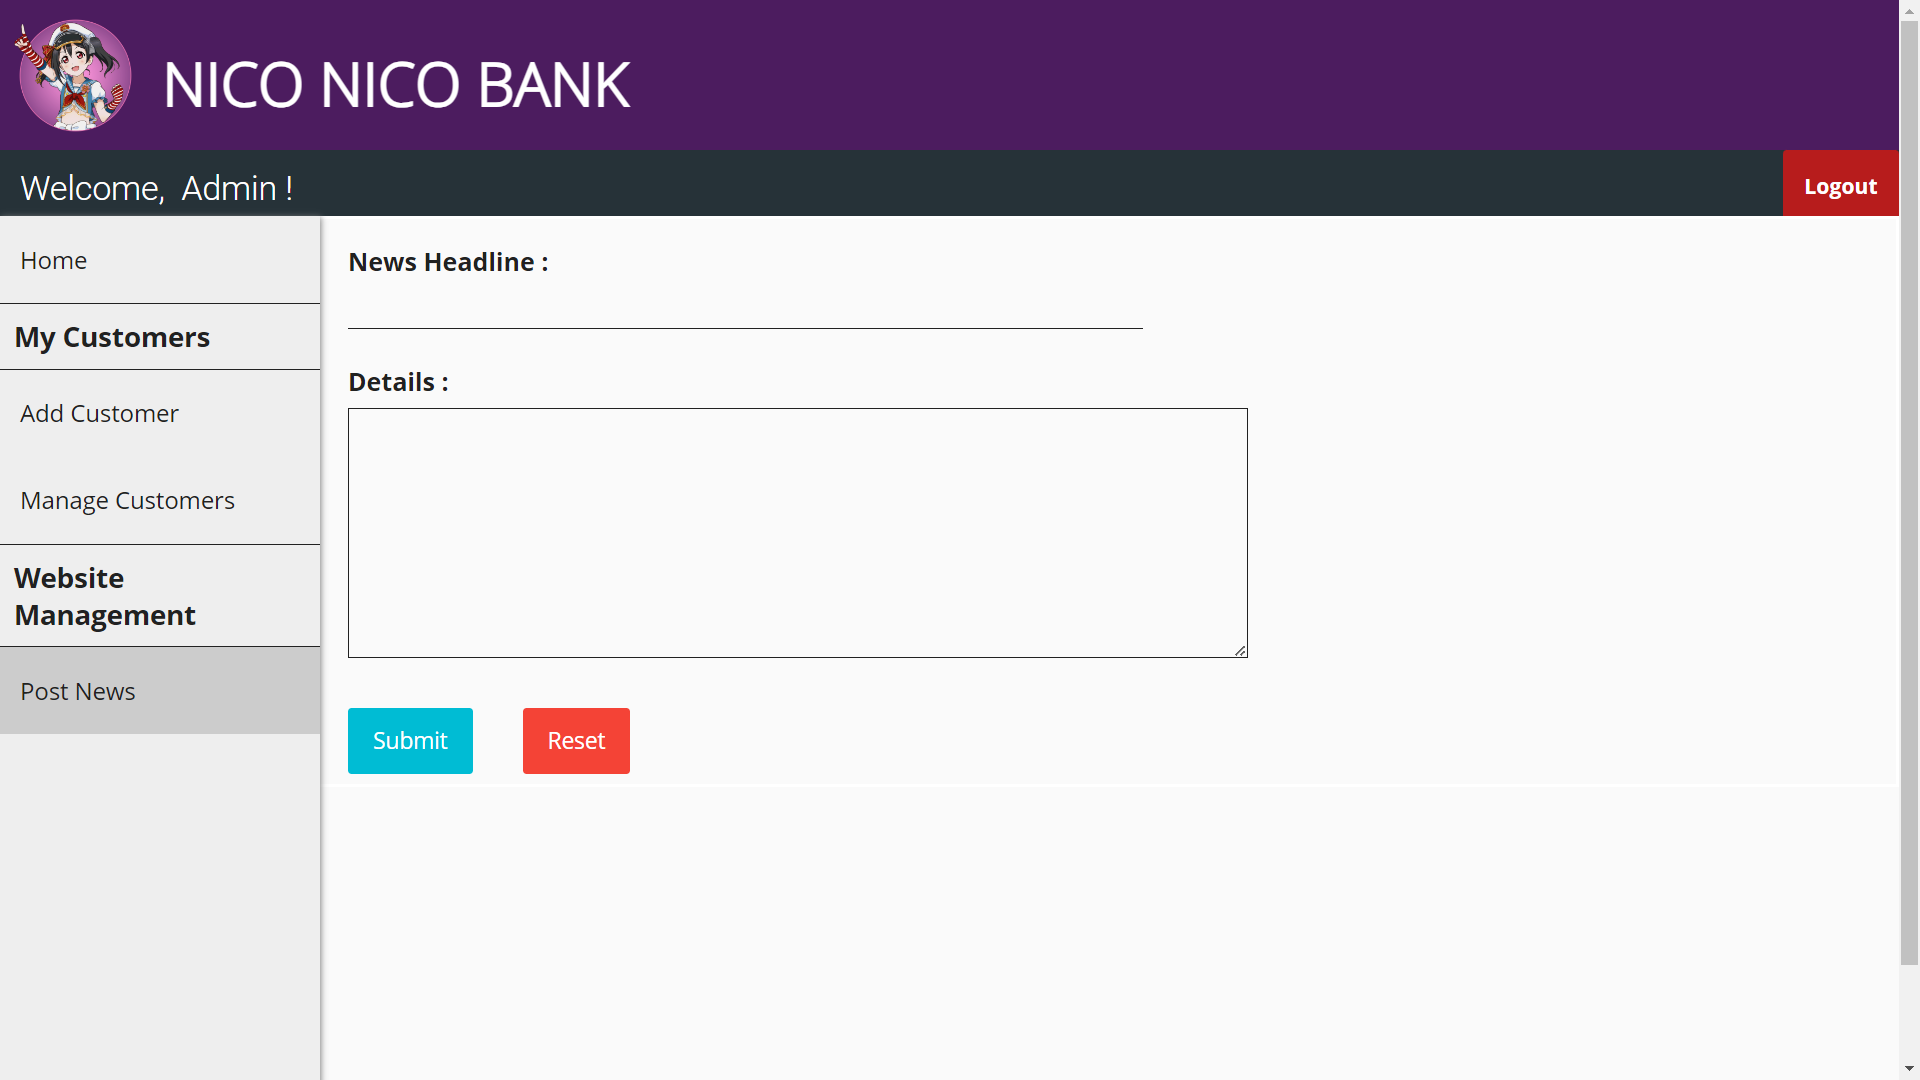 NICO NICO BANK
Welcome, Admin !
Logout
Home
My Customers
Add Customer
Manage Customers
Website
Management
Post News
News Headline :
Details :
Submit
Reset